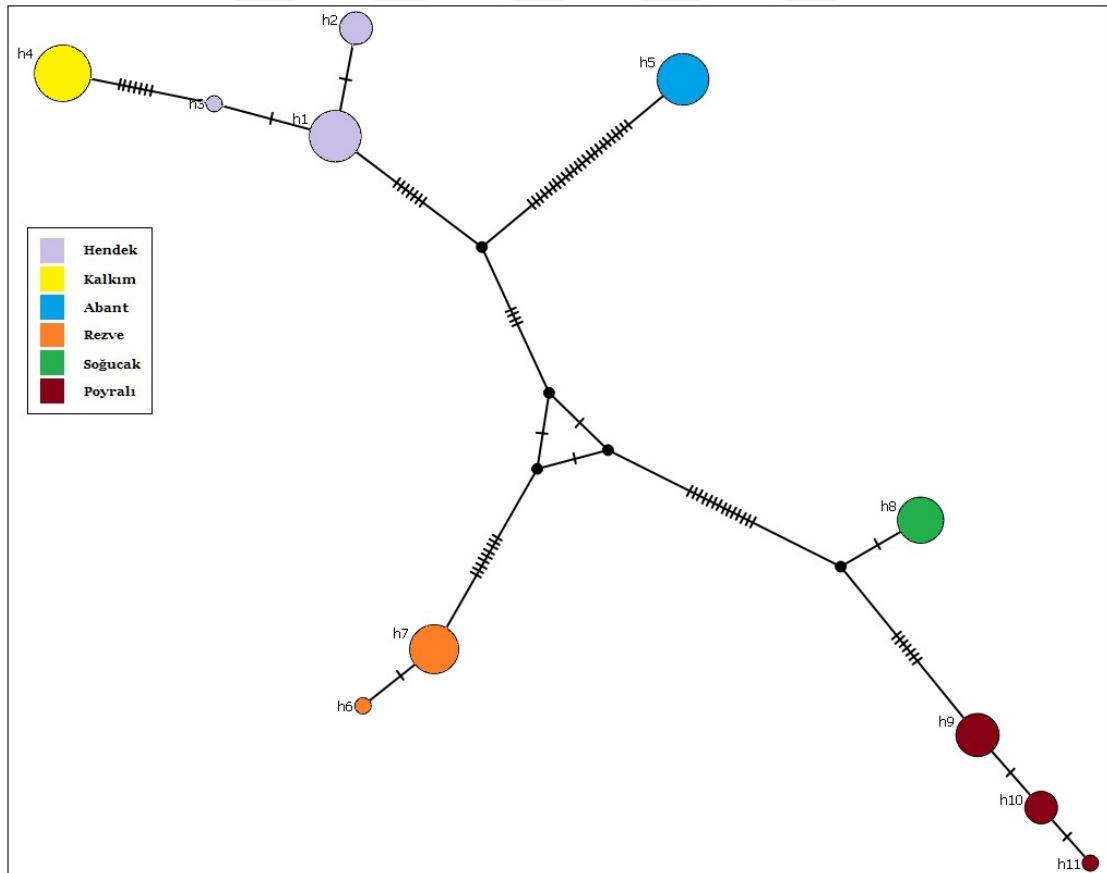 h2
h4
h5
h3
h1
Hendek
Kalkım
Abant
Rezve
Soğucak
Poyralı
h8
h7
h6
h9
h10
h11